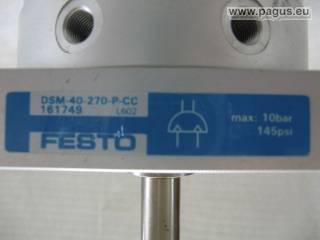 www.pagus.eu
DSM-40-270-P-CC
161749 L602
FESTO
max: 10bar
145psi